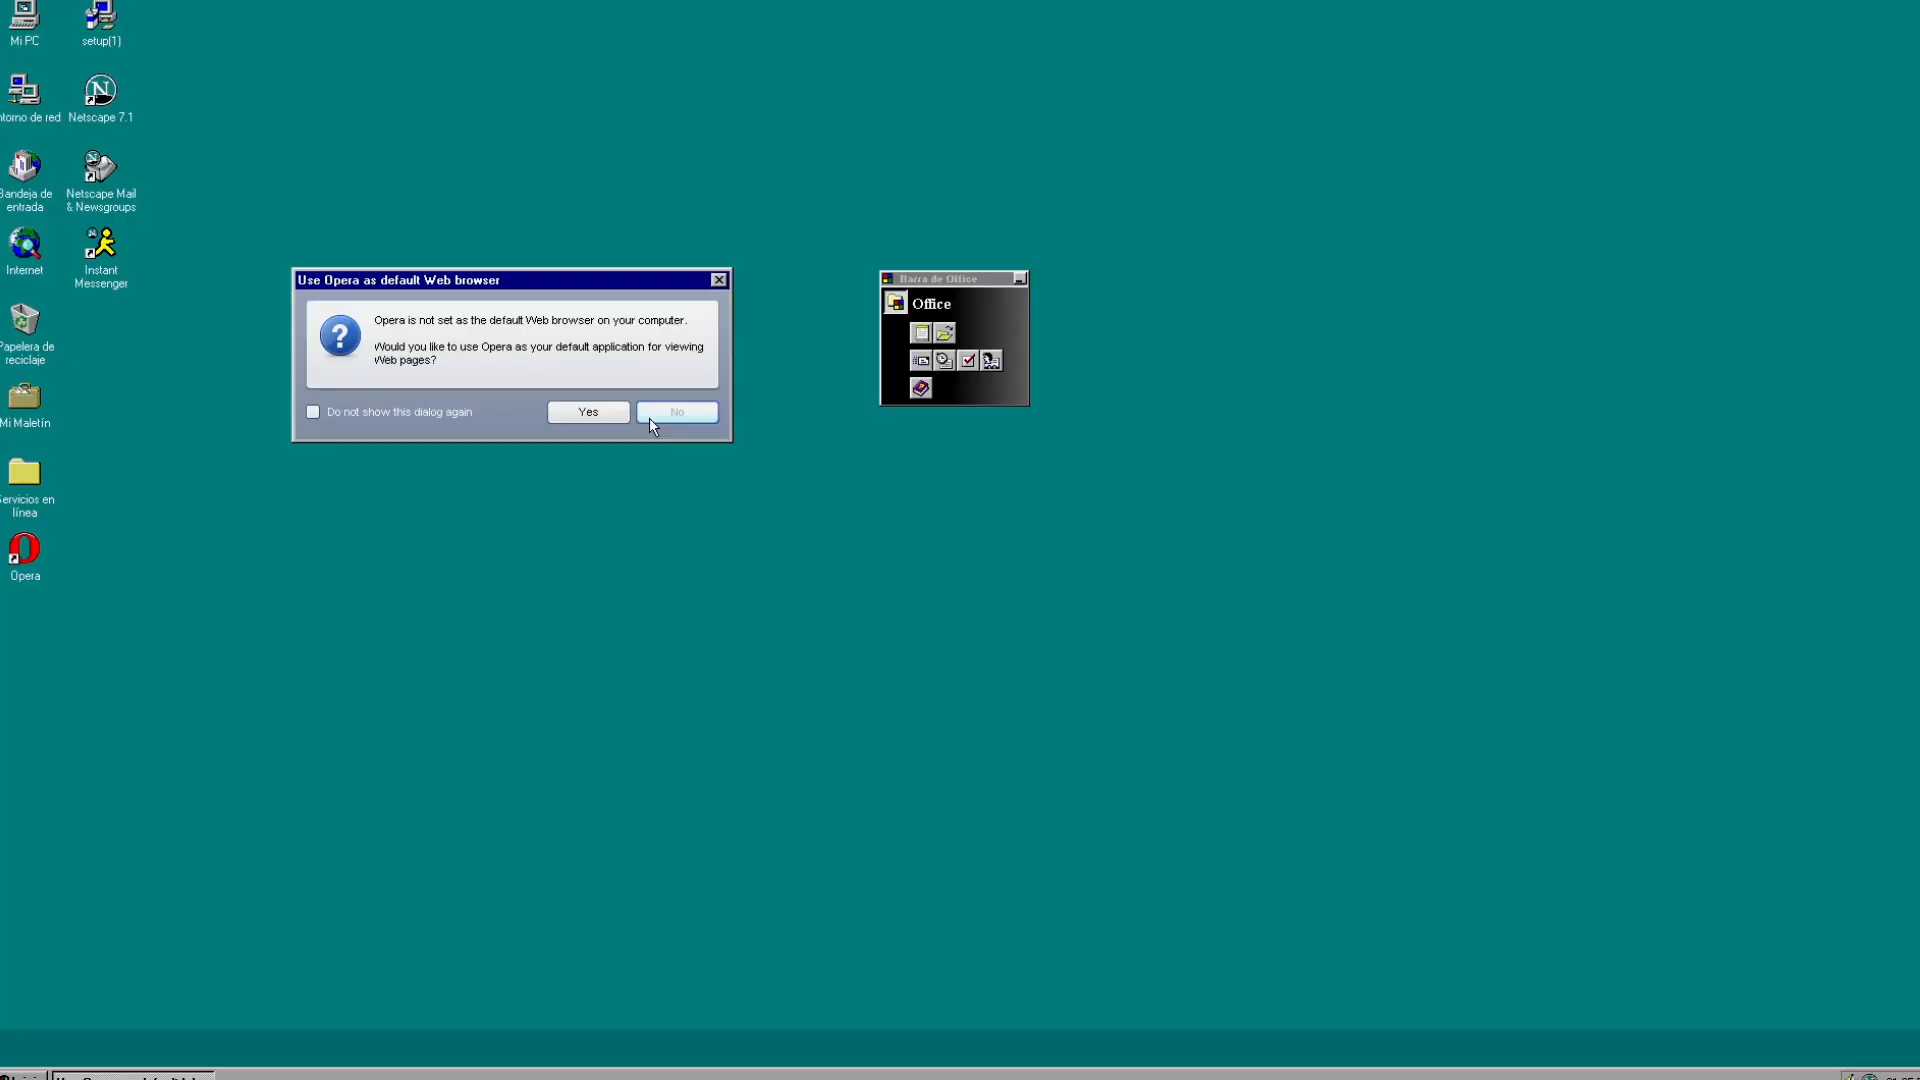 Mi PC
setup(1)
ntorno de red
Netscape 7.1
Bandeja de
entrada
Netscape Mail
& Newsgroups
Internet
Instant
Messenger
Papelera de
reciclaje
Mi Maletín
Servicios en
línea
Opera
Use Opera as default Web browser
Opera is not set as the default Web browser on your computer.
Would you like to use Opera as your default application for viewing
Web pages?
Do not show this dialog again
Yes
No
Barra de Office
Office